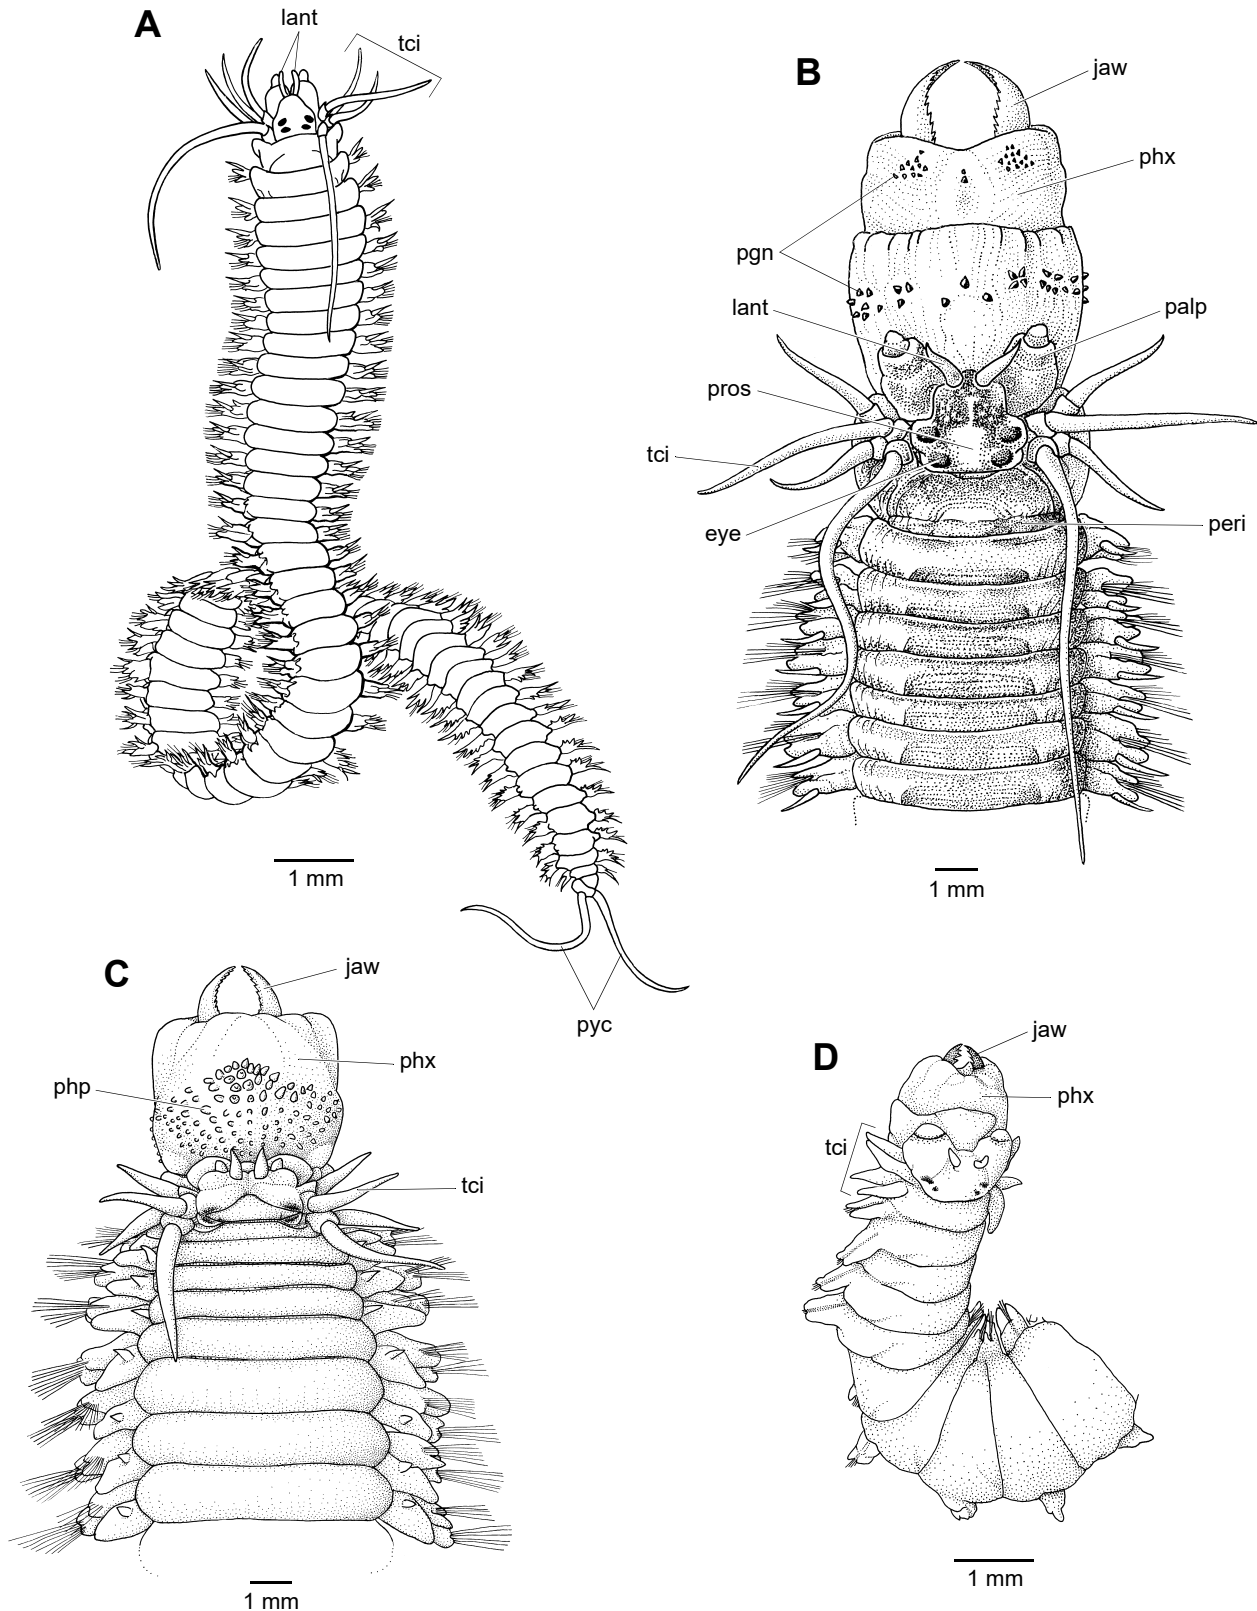 A
lant
tci
1 mm
pyc
B
jaw
phx
pgn
lant
palp
pros
tci
eye
peri
1 mm
C
jaw
phx
php
tci
1 mm
D
jaw
phx
tci
1 mm